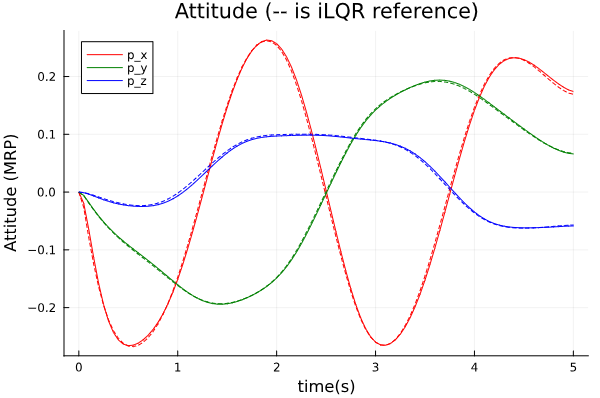 Attitude (-- is iLQR reference)
p_x
p_y
p_z
0.2
0.1
0.0
−0.1
−0.2
Attitude (MRP)
0 1 2 3 4 5
time(s)